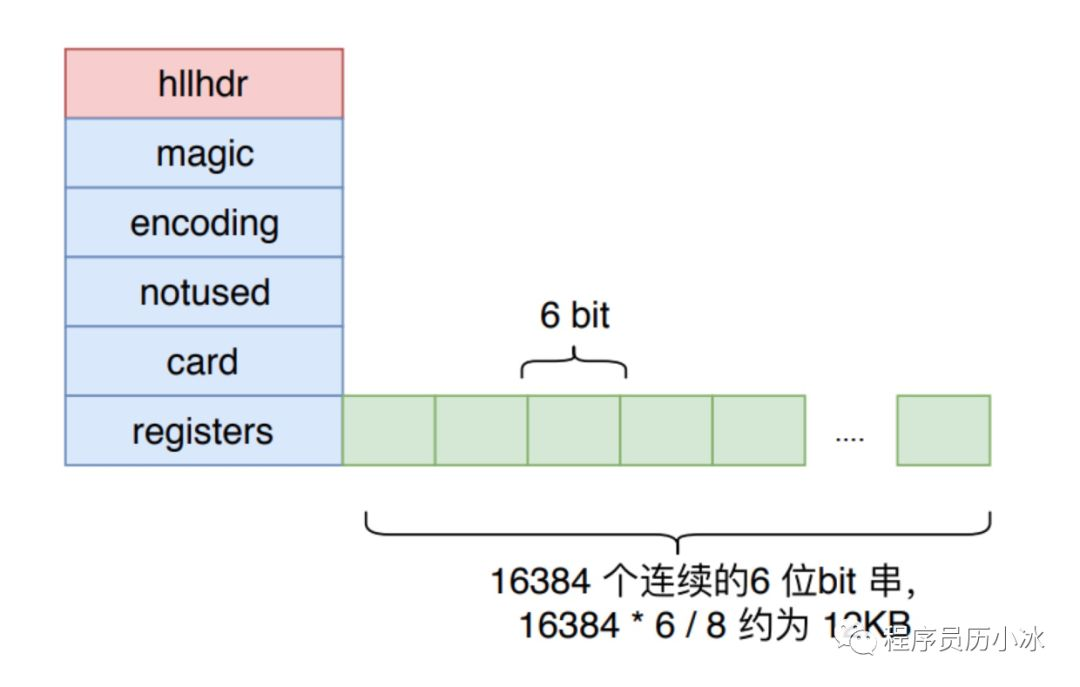 hllhdr
magic
encoding
notused
card
registers
6 bit
....
16384 个连续的6 位bit 串，
16384 * 6 / 8 约为 12KB
程序员历小冰